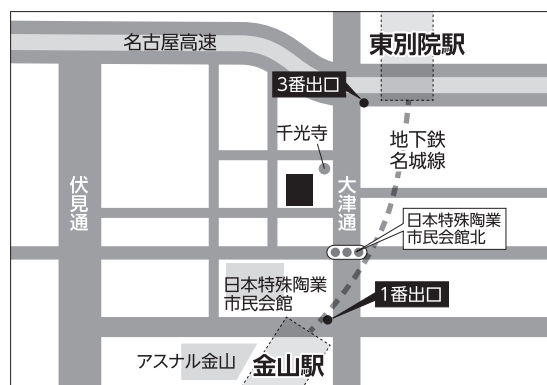 名古屋高速
東別院駅
3番出口
千光寺
地下鉄
名城線
伏見通
大津通
日本特殊陶業
市民会館北
日本特殊陶業
市民会館
1番出口
アスナル金山
金山駅